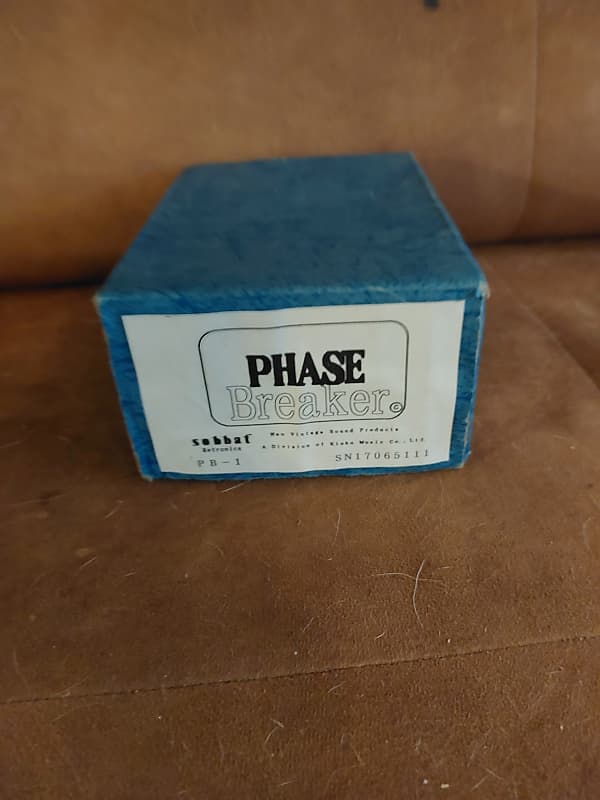 PHASE
Breaker ©
sobbat New Vintage Sound Products
Retronics A Division of Kinko Music Co., Ltd
PB-1 SN17065111